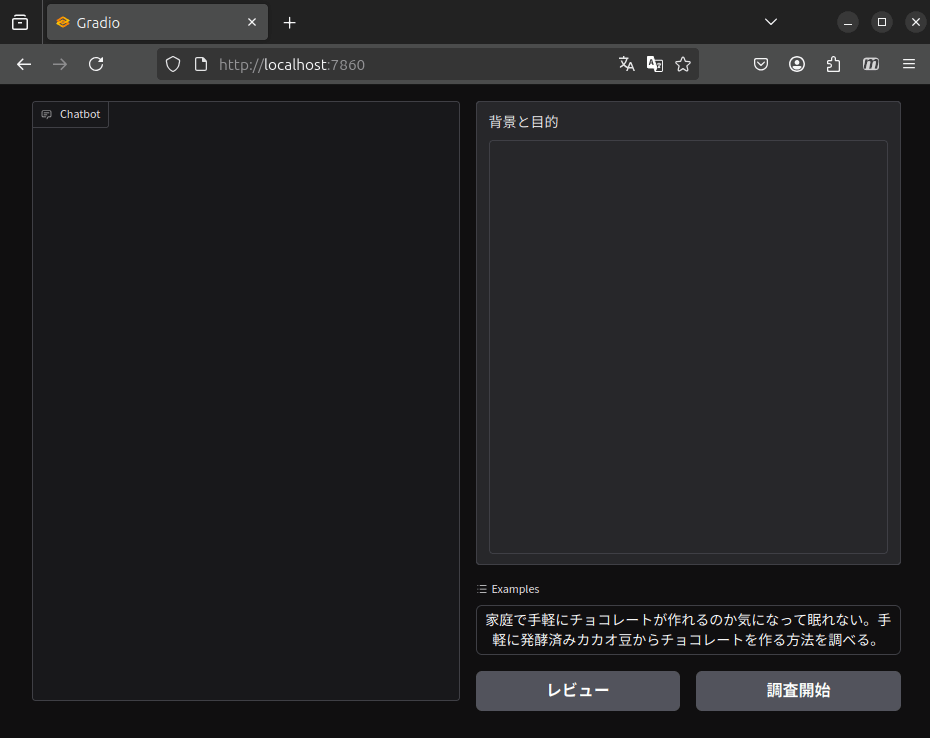 Gradio
http://localhost:7860
Chatbot
背景と目的
Examples
家庭で手軽にチョコレートが作れるのか気になって眠れない。手
軽に発酵済みカカオ豆からチョコレートを作る方法を調べる。
レビュー
調査開始